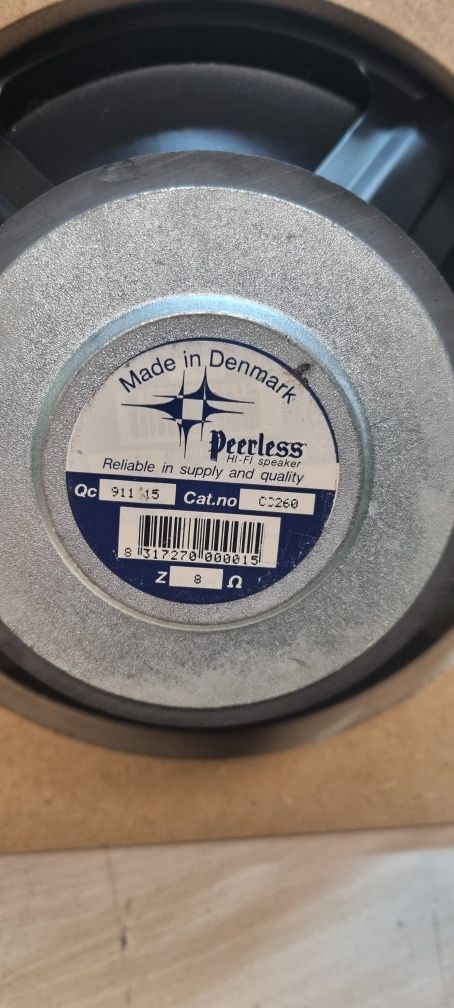 Made in Denmark
Peerless
HI-FI speaker
Reliable in supply and quality
Qc 911 15 Cat.no 260
8 317270 000015
Z 8 Ω